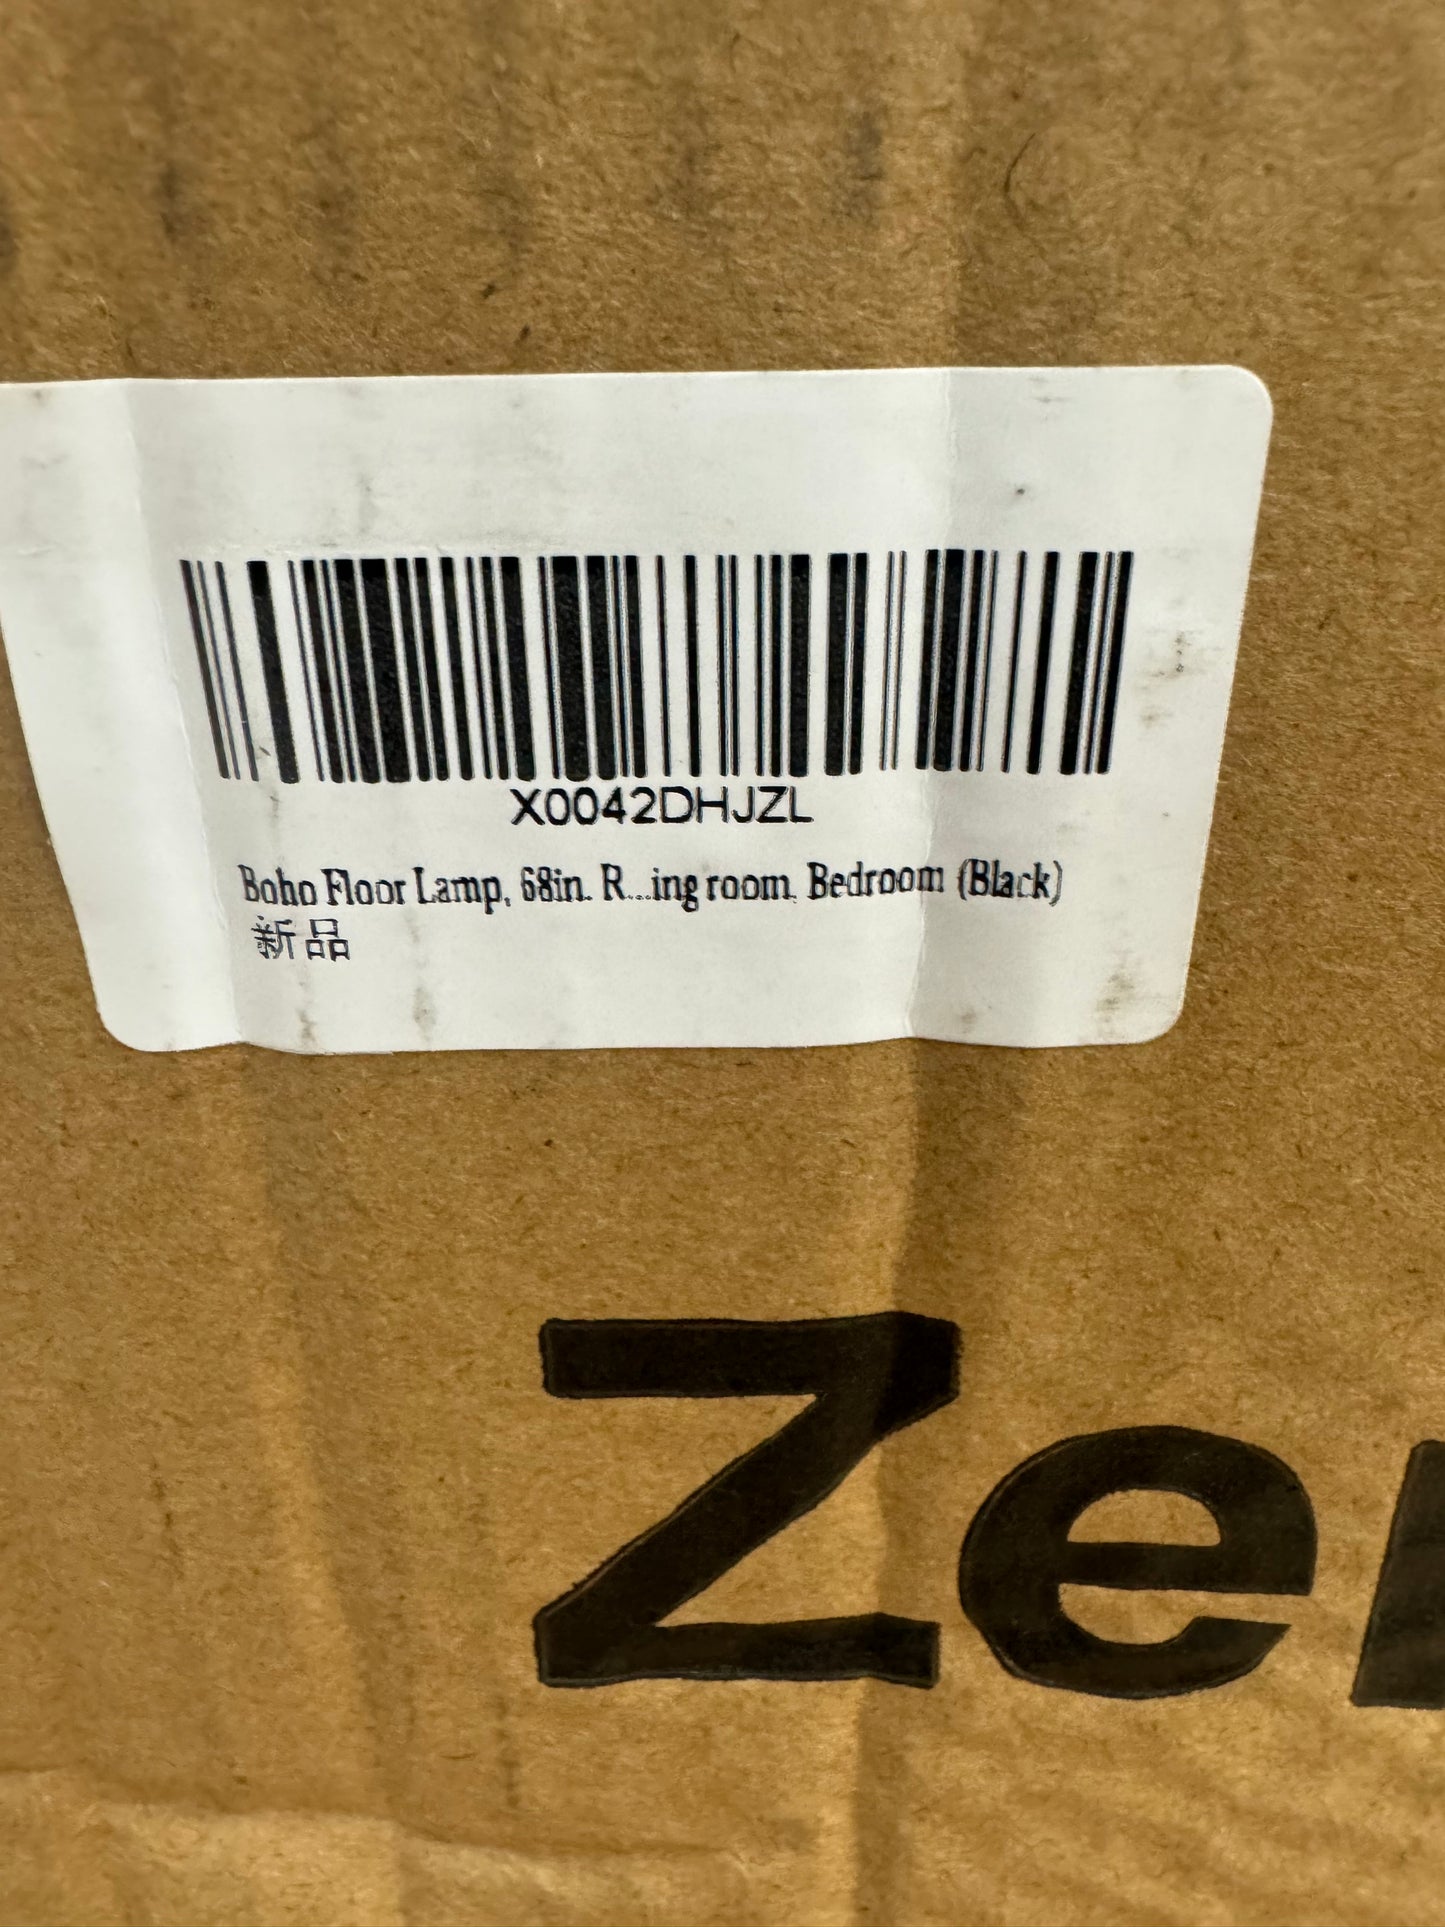 X0042DHJZL
Boho Floor Lamp, 68in. R...ing room. Bedroom (Black)
新品
Ze